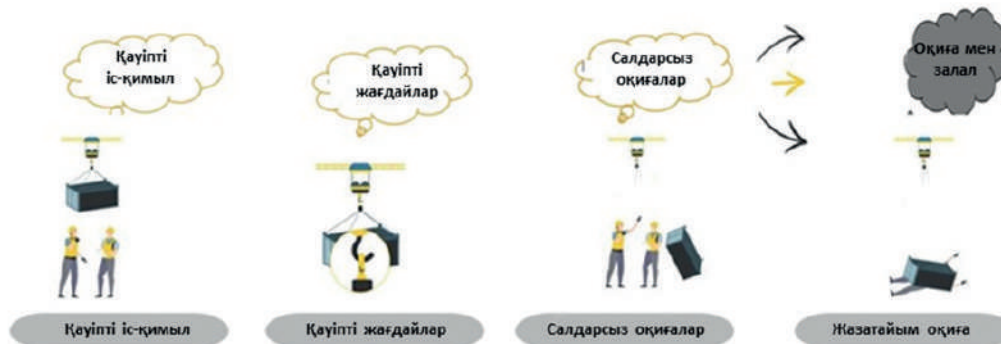 Қауіпті
іс-қимыл
Қауіпті
жағдайлар
Салдарсыз
оқиғалар
Оқиға мен
залал
Қауіпті іс-қимыл
Қауіпті жағдайлар
Салдарсыз оқиғалар
Жазатайым оқиға